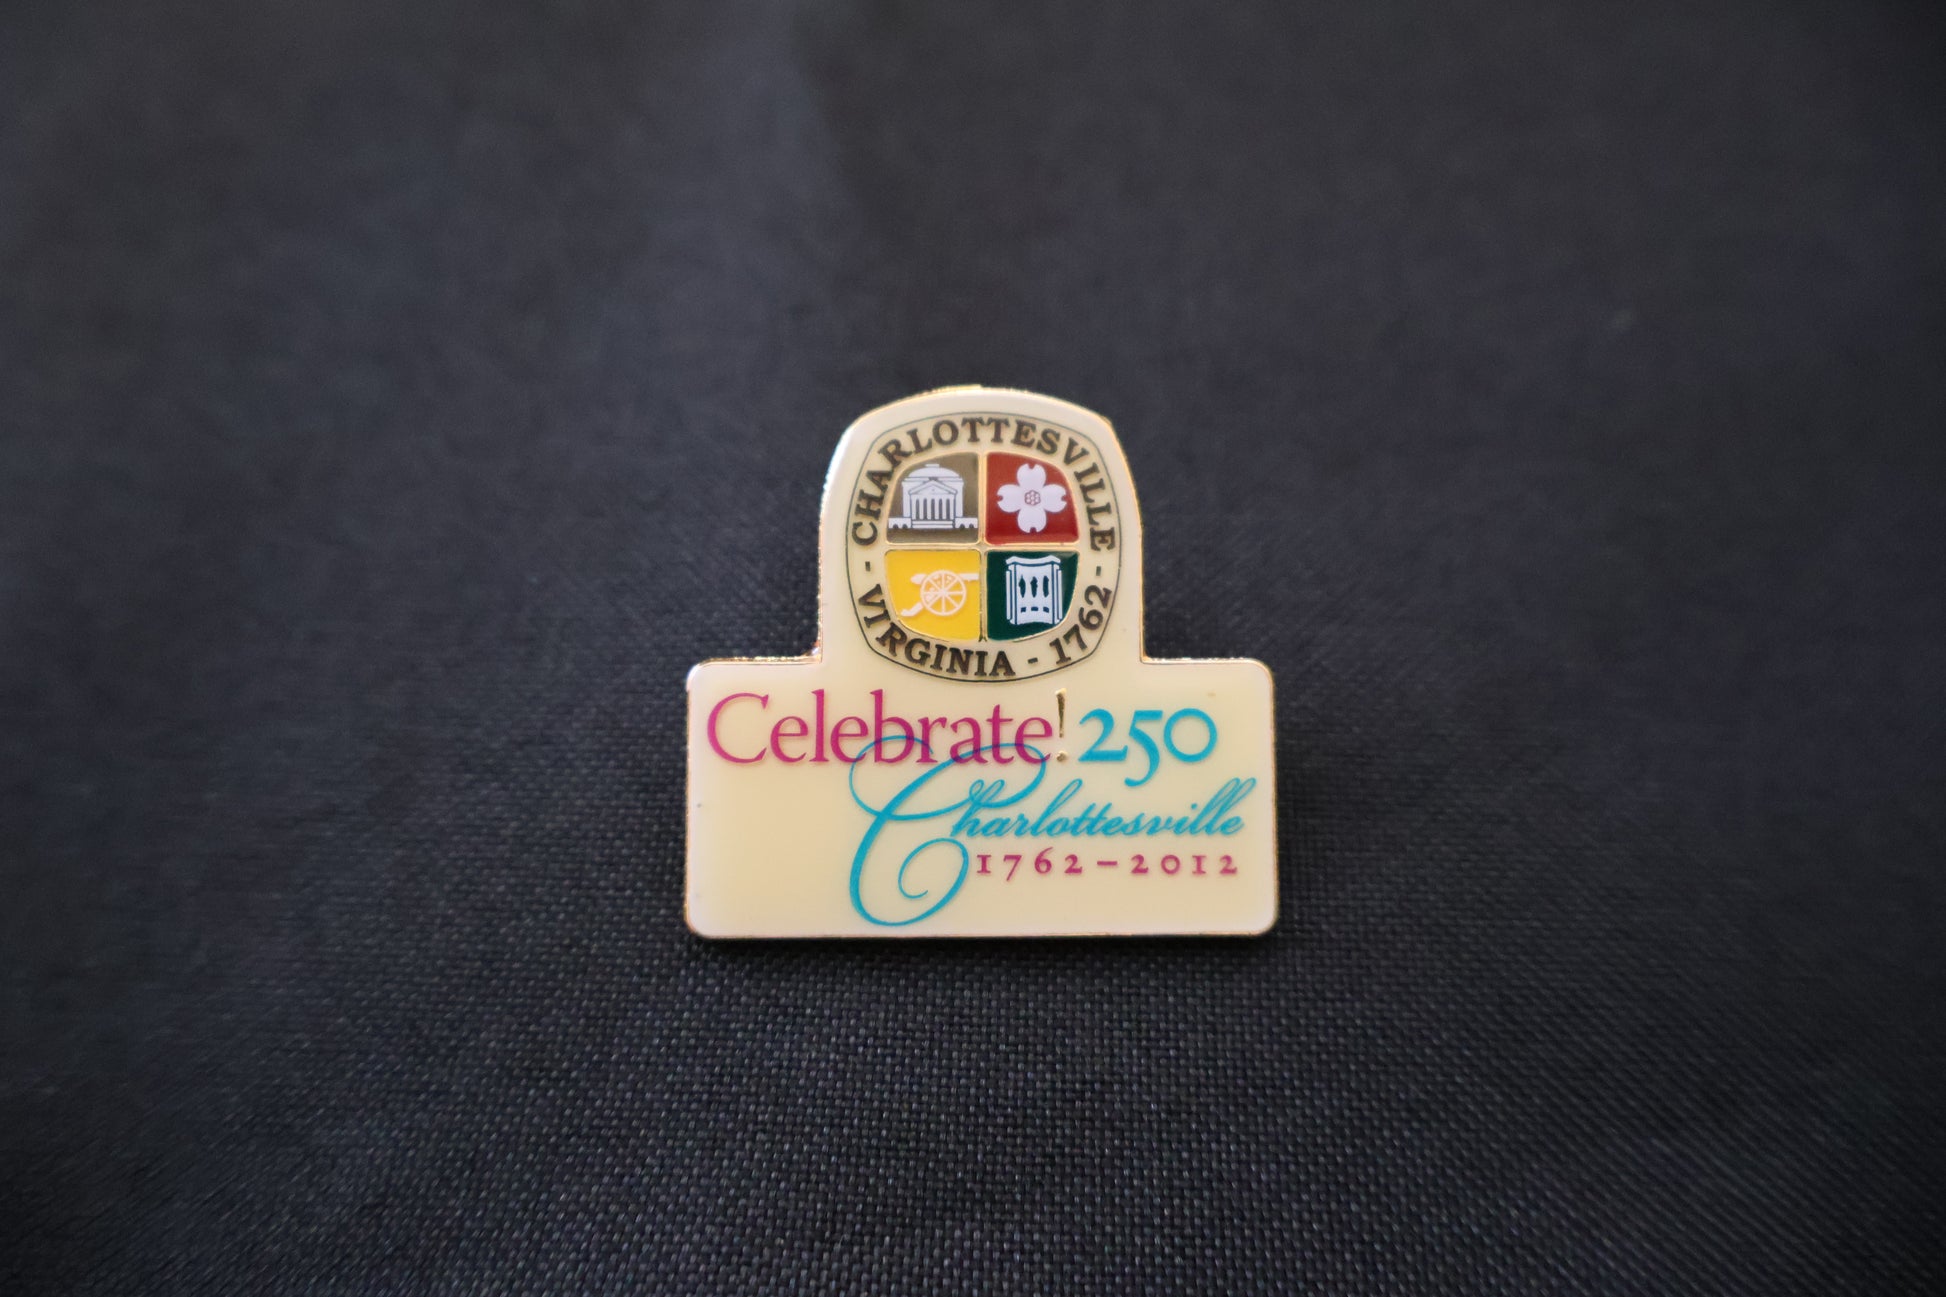 CHARLOTTESVILLE - VIRGINIA - 1762 -
Celebrate! 250
Charlottesville
1762–2012